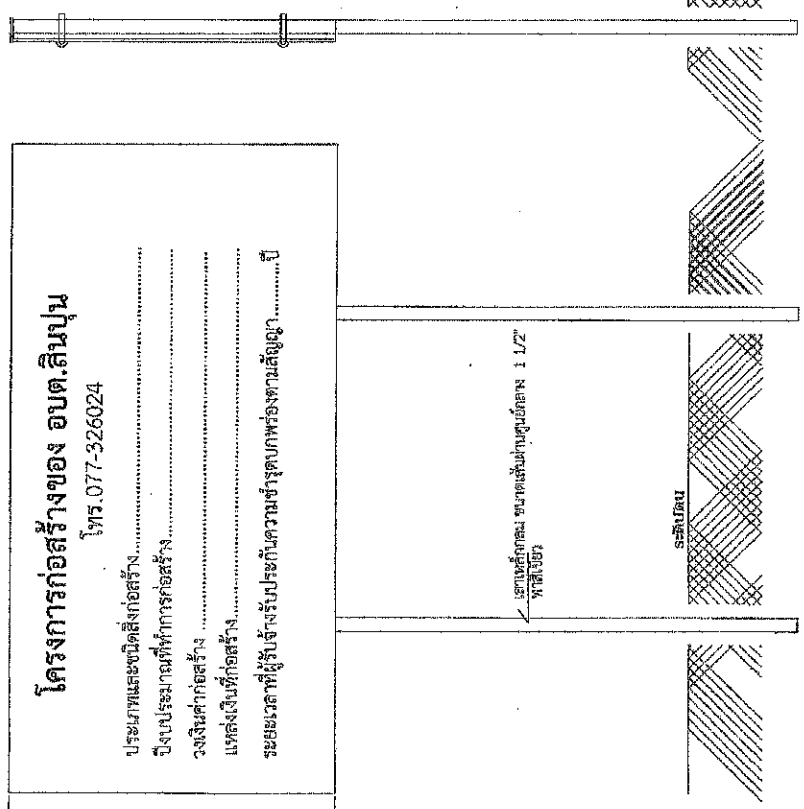 โครงการก่อสร้างของ อบต.สินปุน
โทร.077-326024
ประเภทและชนิดสิ่งก่อสร้าง................................
ปีงบประมาณที่ทำการก่อสร้าง................................
วงเงินค่าก่อสร้าง ................................
แหล่งเงินที่ก่อสร้าง................................
ระยะเวลาที่ผู้รับจ้างรับประกันความชำรุดบกพร่องตามสัญญา............ปี
เสาเหล็กกลม ขนาดเส้นผ่านศูนย์กลาง 1 1/2"
ทาสีเขียว
ระดับดิน